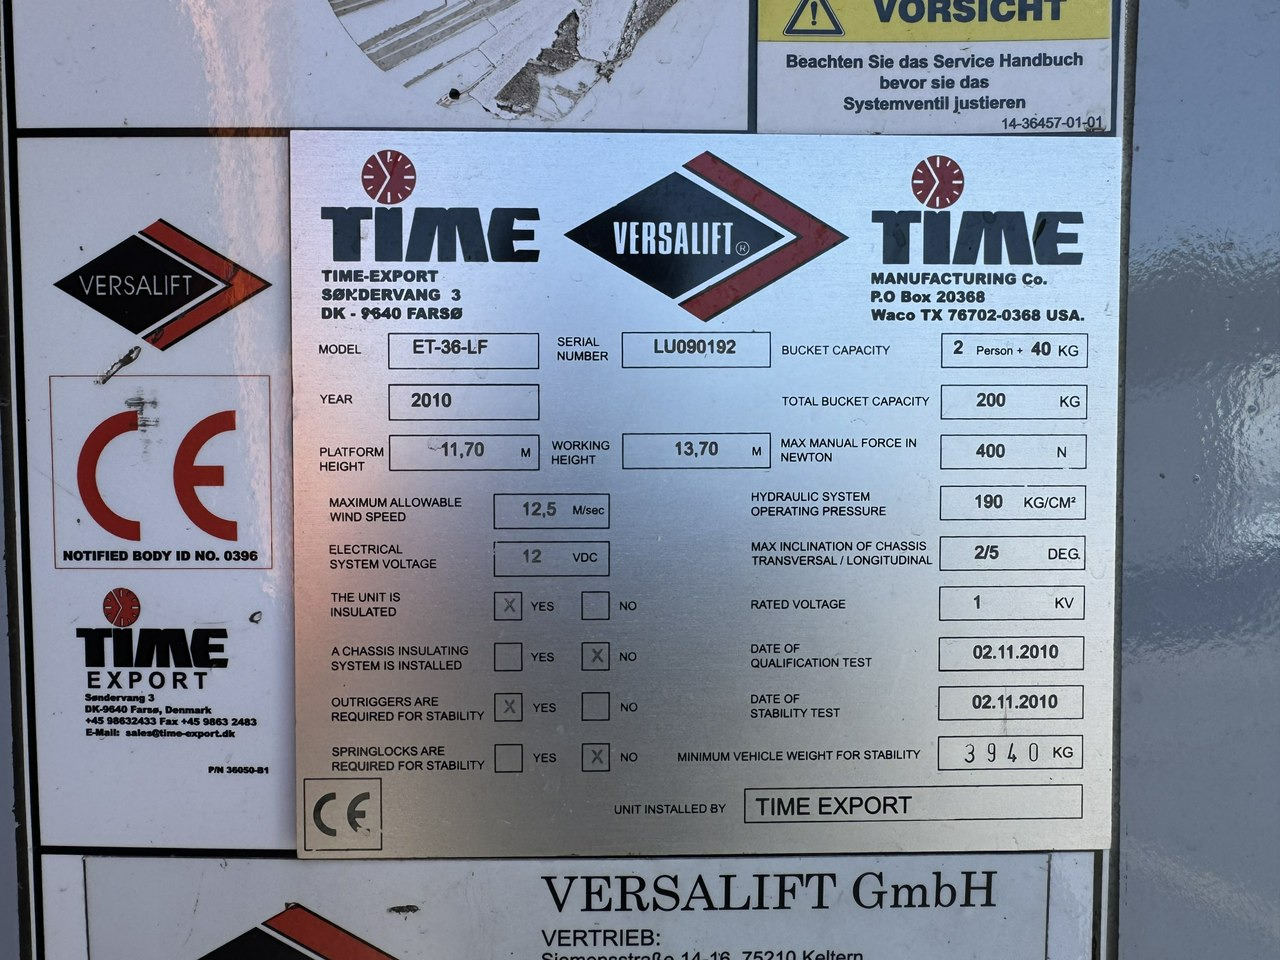 VORSICHT
Beachten Sie das Service Handbuch
bevor sie das
Systemventil justieren
14-36457-01-01
VERSALIFT
CE
NOTIFIED BODY ID NO. 0396
TIME
EXPORT
Søndervang 3
DK-9640 Farsø, Denmark
+45 98632433 Fax +45 9863 2483
E-Mail: sales@time-export.dk
P/N 36050-B1
TIME VERSALIFT ® TIME
TIME-EXPORT
SØNDERVANG 3
DK - 9640 FARSØ
MANUFACTURING Co.
P.O Box 20368
Waco TX 76702-0368 USA.
MODEL ET-36-LF
SERIAL NUMBER LU090192
BUCKET CAPACITY 2 Person + 40 KG
YEAR 2010
TOTAL BUCKET CAPACITY 200 KG
PLATFORM HEIGHT 11,70 M
WORKING HEIGHT 13,70 M
MAX MANUAL FORCE IN NEWTON 400 N
MAXIMUM ALLOWABLE WIND SPEED 12,5 M/sec
HYDRAULIC SYSTEM OPERATING PRESSURE 190 KG/CM²
ELECTRICAL SYSTEM VOLTAGE 12 VDC
MAX INCLINATION OF CHASSIS TRANSVERSAL / LONGITUDINAL 2/5 DEG.
THE UNIT IS INSULATED X YES NO
RATED VOLTAGE 1 KV
A CHASSIS INSULATING SYSTEM IS INSTALLED YES X NO
DATE OF QUALIFICATION TEST 02.11.2010
OUTRIGGERS ARE REQUIRED FOR STABILITY X YES NO
DATE OF STABILITY TEST 02.11.2010
SPRINGLOCKS ARE REQUIRED FOR STABILITY YES X NO
MINIMUM VEHICLE WEIGHT FOR STABILITY 3940 KG
CE
UNIT INSTALLED BY TIME EXPORT
VERSALIFT GmbH
VERTRIEB:
Siemensstraße 14-16, 75210 Keltern